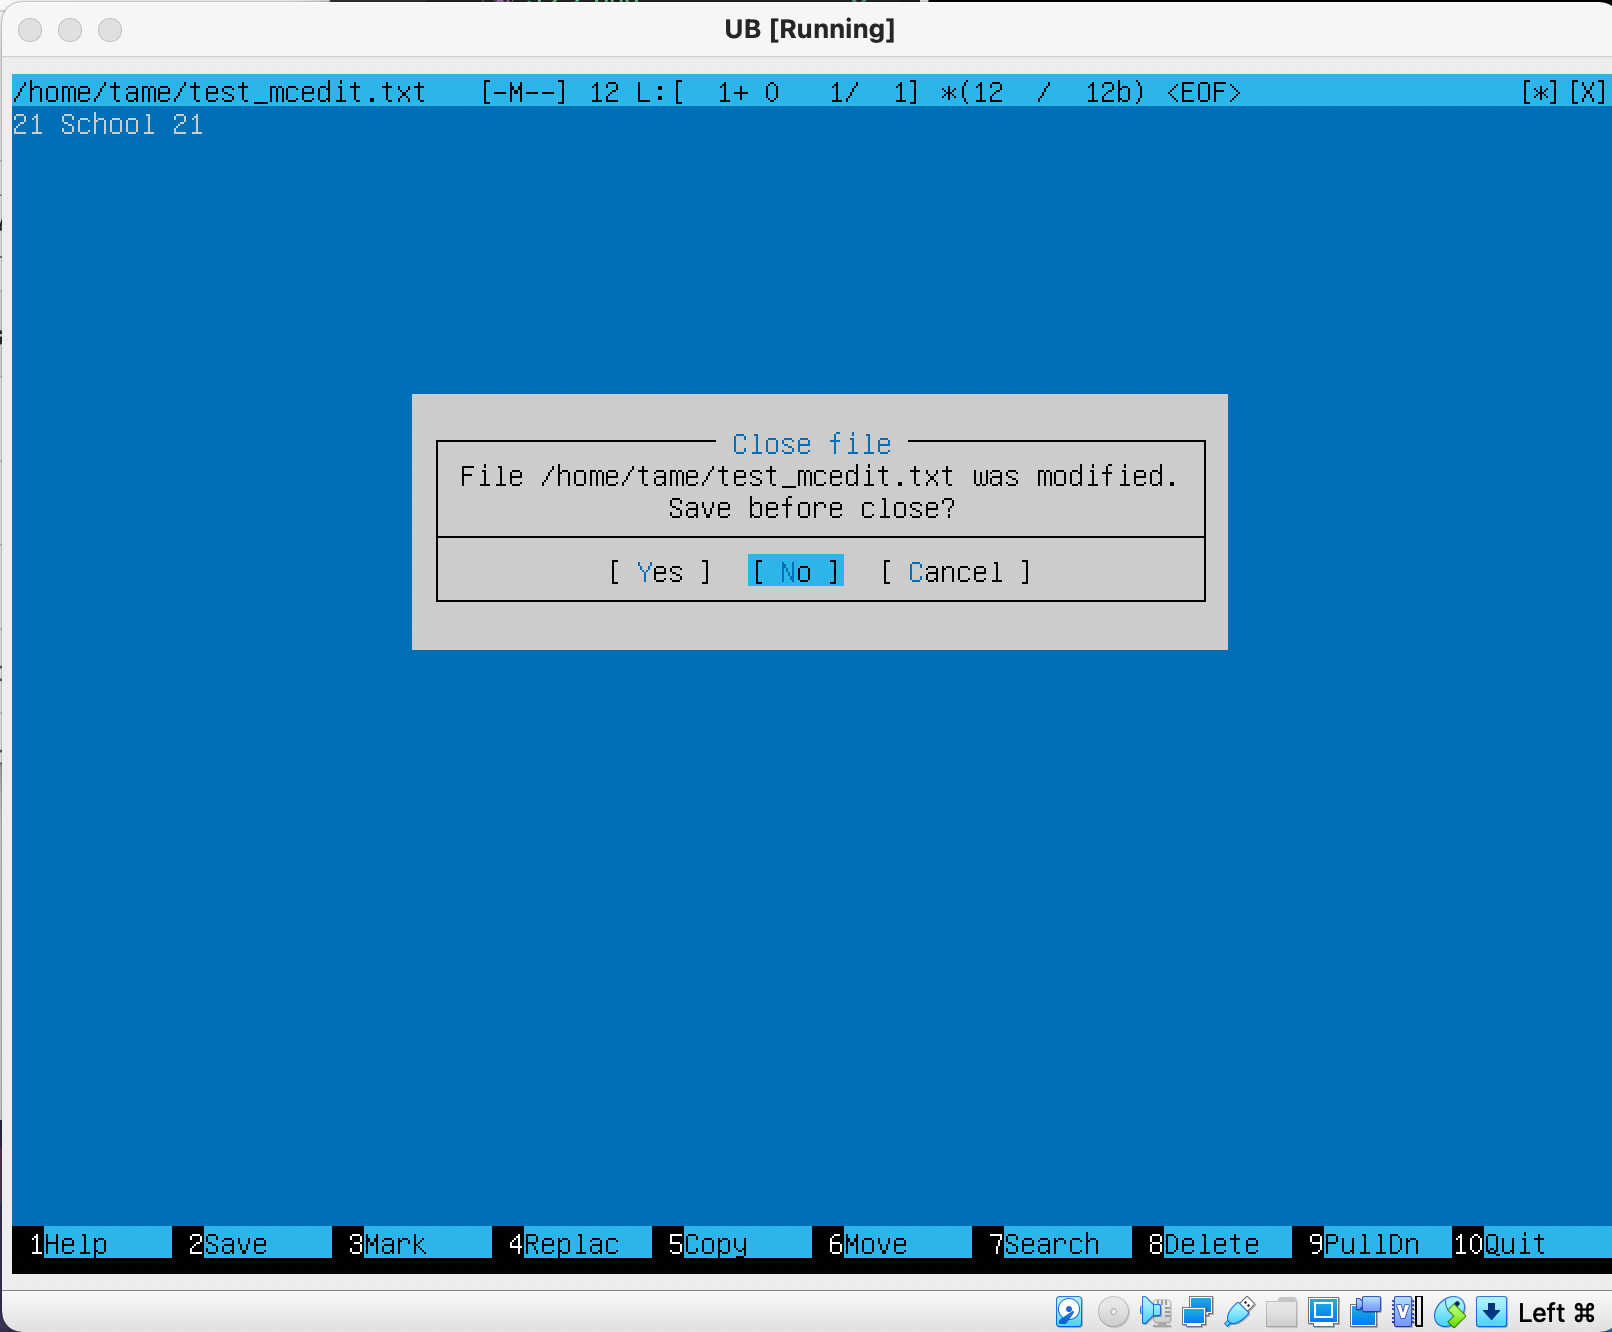 UB [Running]
/home/tame/test_mcedit.txt [-M--] 12 L:[ 1+ 0 1/ 1] *(12 / 12b) <EOF> [*][X]
21 School 21
Close file
File /home/tame/test_mcedit.txt was modified.
Save before close?
[ Yes ] [ No ] [ Cancel ]
1Help 2Save 3Mark 4Replac 5Copy 6Move 7Search 8Delete 9PullDn 10Quit
Left ⌘